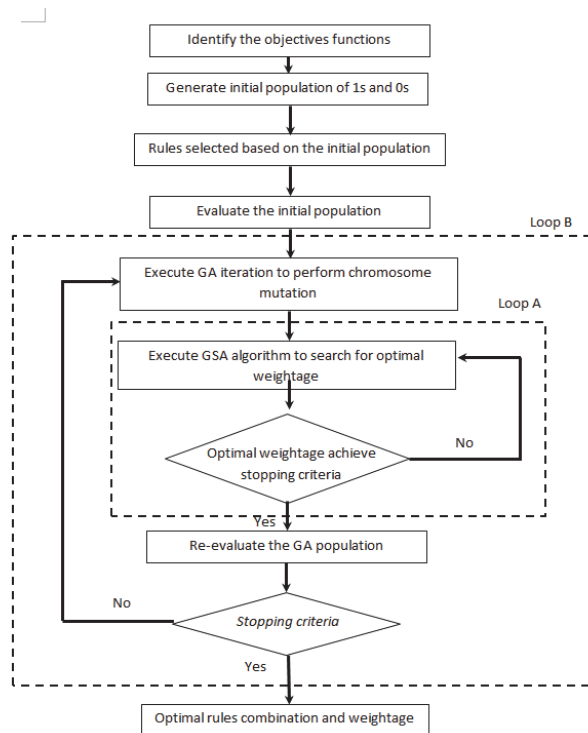 Identify the objectives functions
Generate initial population of 1s and 0s
Rules selected based on the initial population
Evaluate the initial population
Loop B
Execute GA iteration to perform chromosome
mutation
Loop A
Execute GSA algorithm to search for optimal
weightage
Optimal weightage achieve
stopping criteria
No
Yes
Re-evaluate the GA population
No
Stopping criteria
Yes
Optimal rules combination and weightage